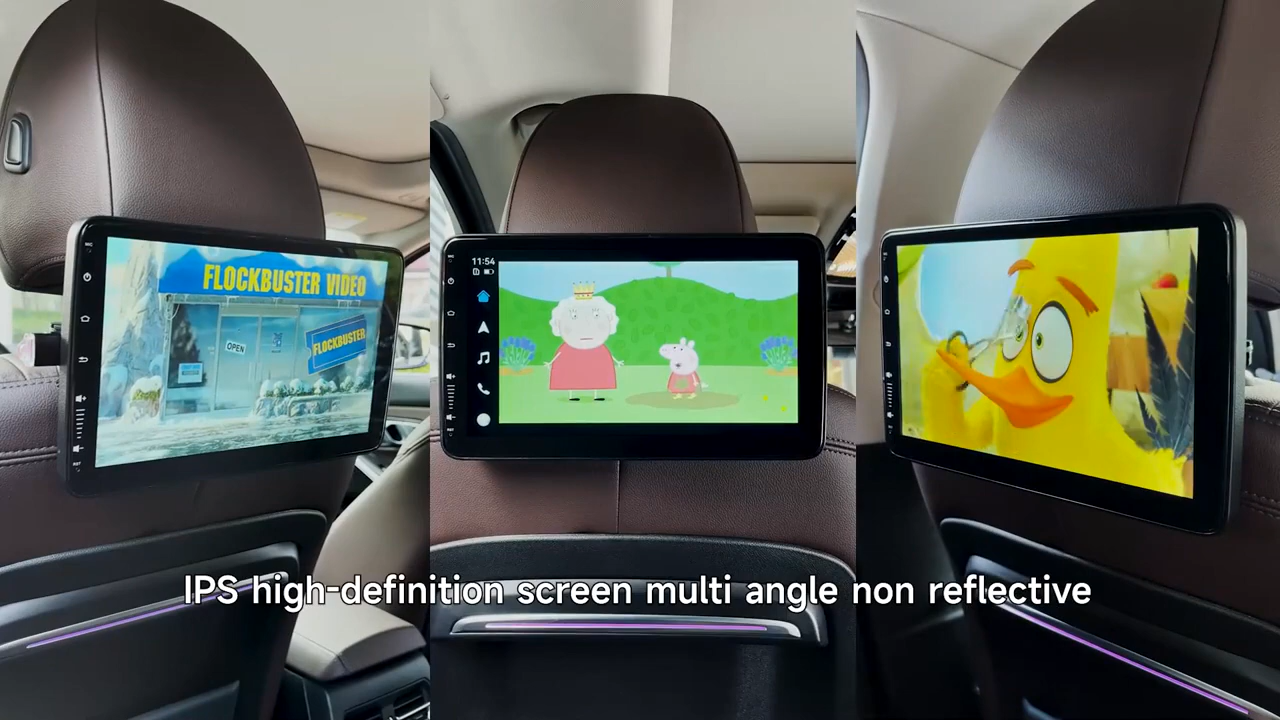 FLOCKBUSTER VIDEO
OPEN
FLOCKBUSTER
11:54
IPS high-definition screen multi angle non reflective